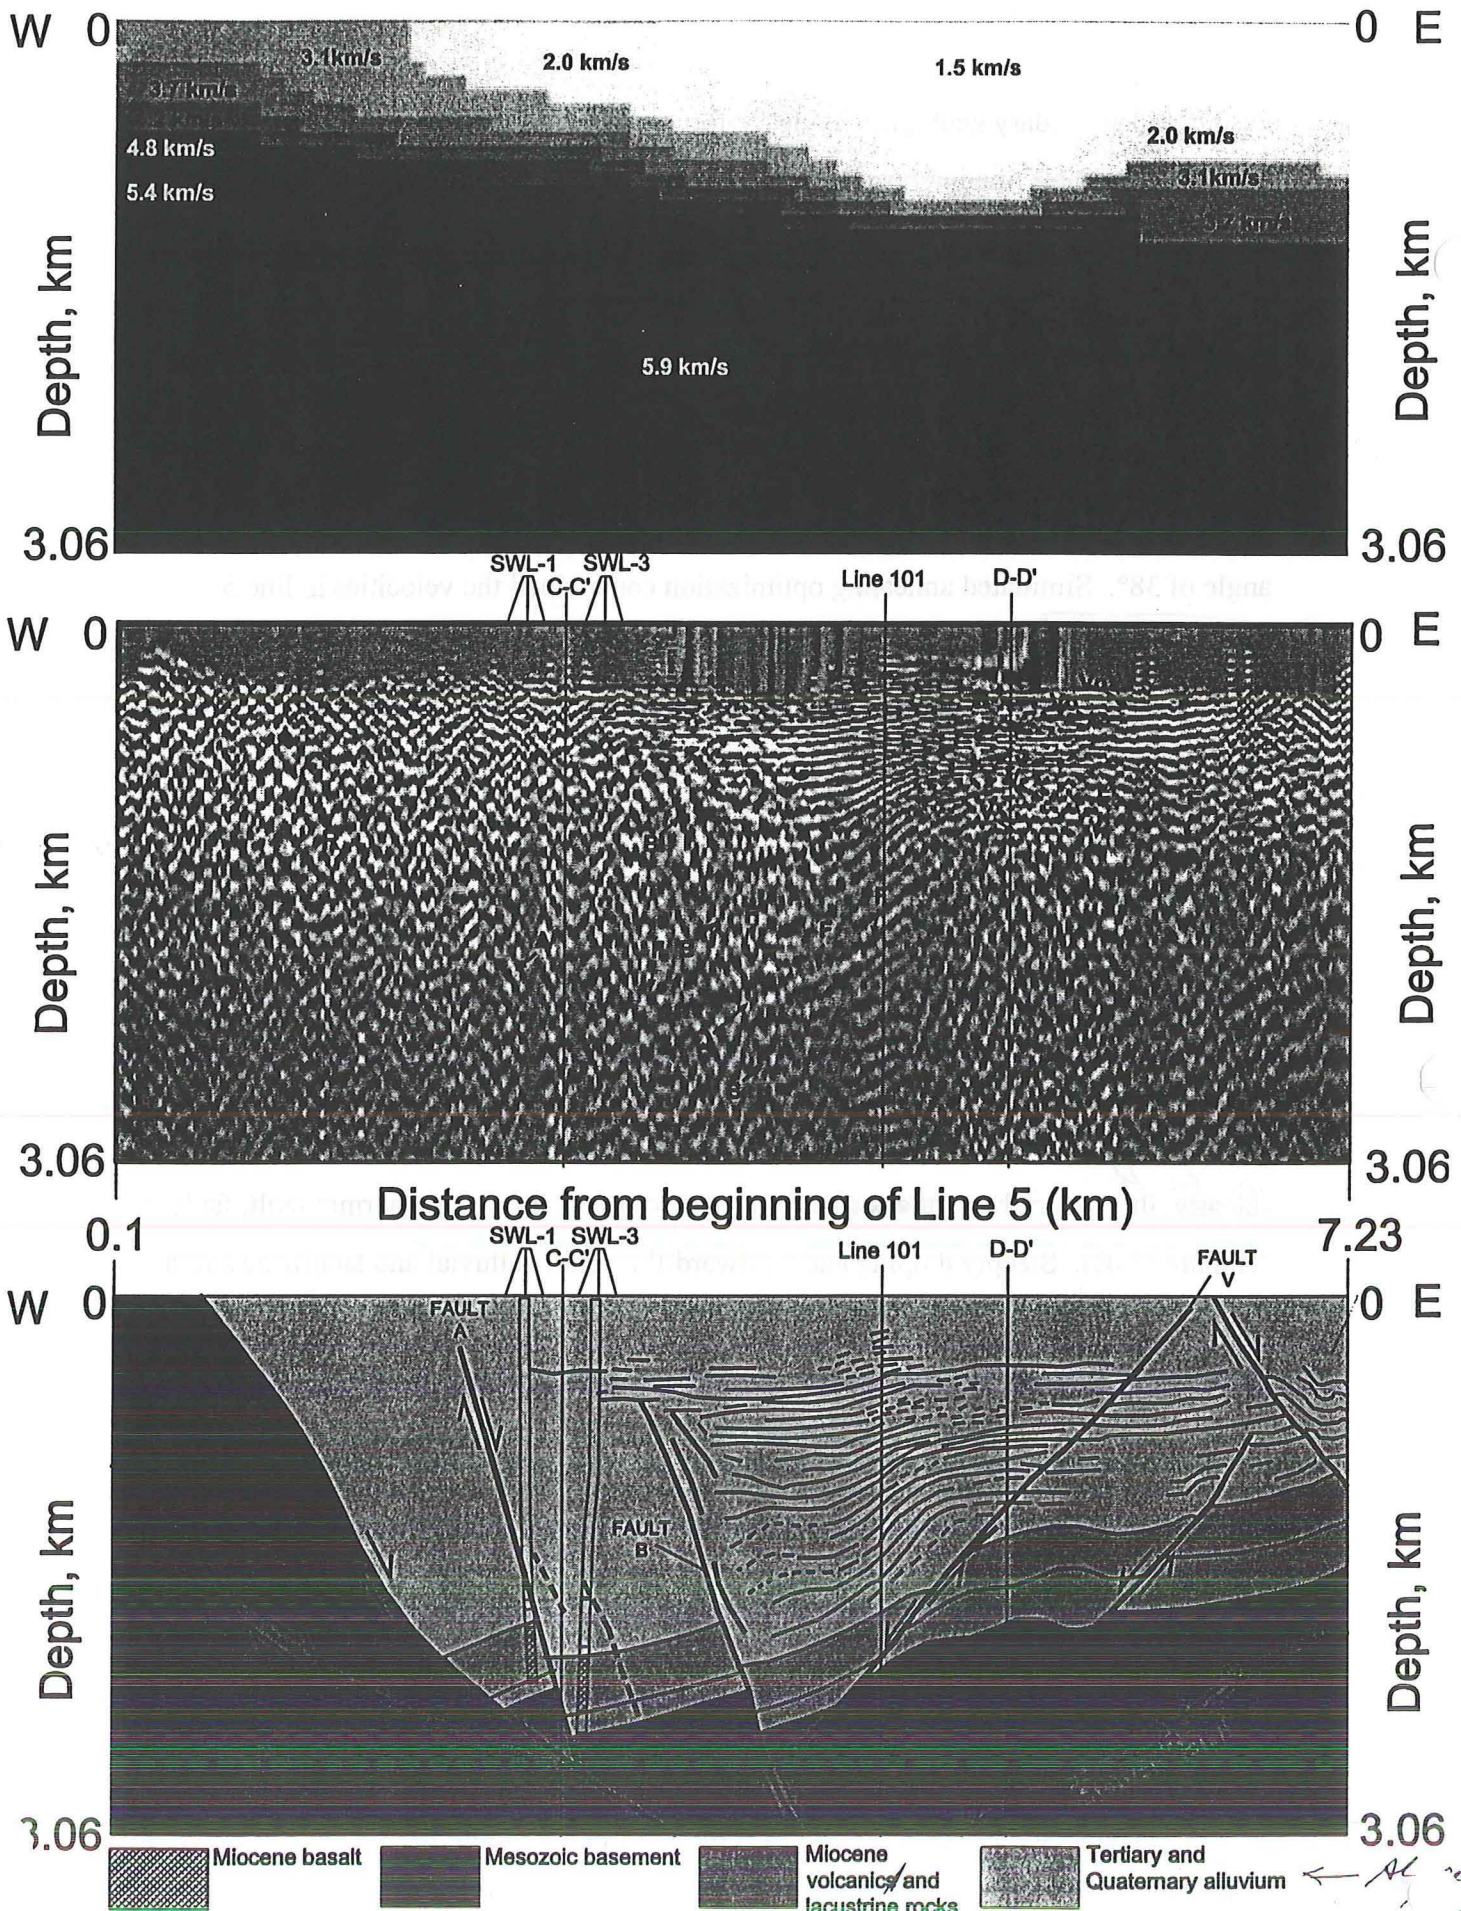 W 0
0 E
3.1km/s
2.0 km/s
1.5 km/s
3.7 km/s
4.8 km/s
2.0 km/s
3.1km/s
5.4 km/s
Depth, km
Depth, km
5.9 km/s
3.06
3.06
SWL-1
SWL-3
C-C'
Line 101
D-D'
angle of 38°. Simulated annealing optimization the velocities line 5
W 0
0 E
Depth, km
Depth, km
B
A
F
3.06
3.06
Distance from beginning of Line 5 (km)
0.1
7.23
SWL-1
SWL-3
C-C'
Line 101
D-D'
FAULT
V
W 0
0 E
FAULT
A
FAULT
B
Depth, km
Depth, km
3.06
3.06
Miocene basalt
Mesozoic basement
Miocene
volcanics and
lacustrine rocks
Tertiary and
Quaternary alluvium